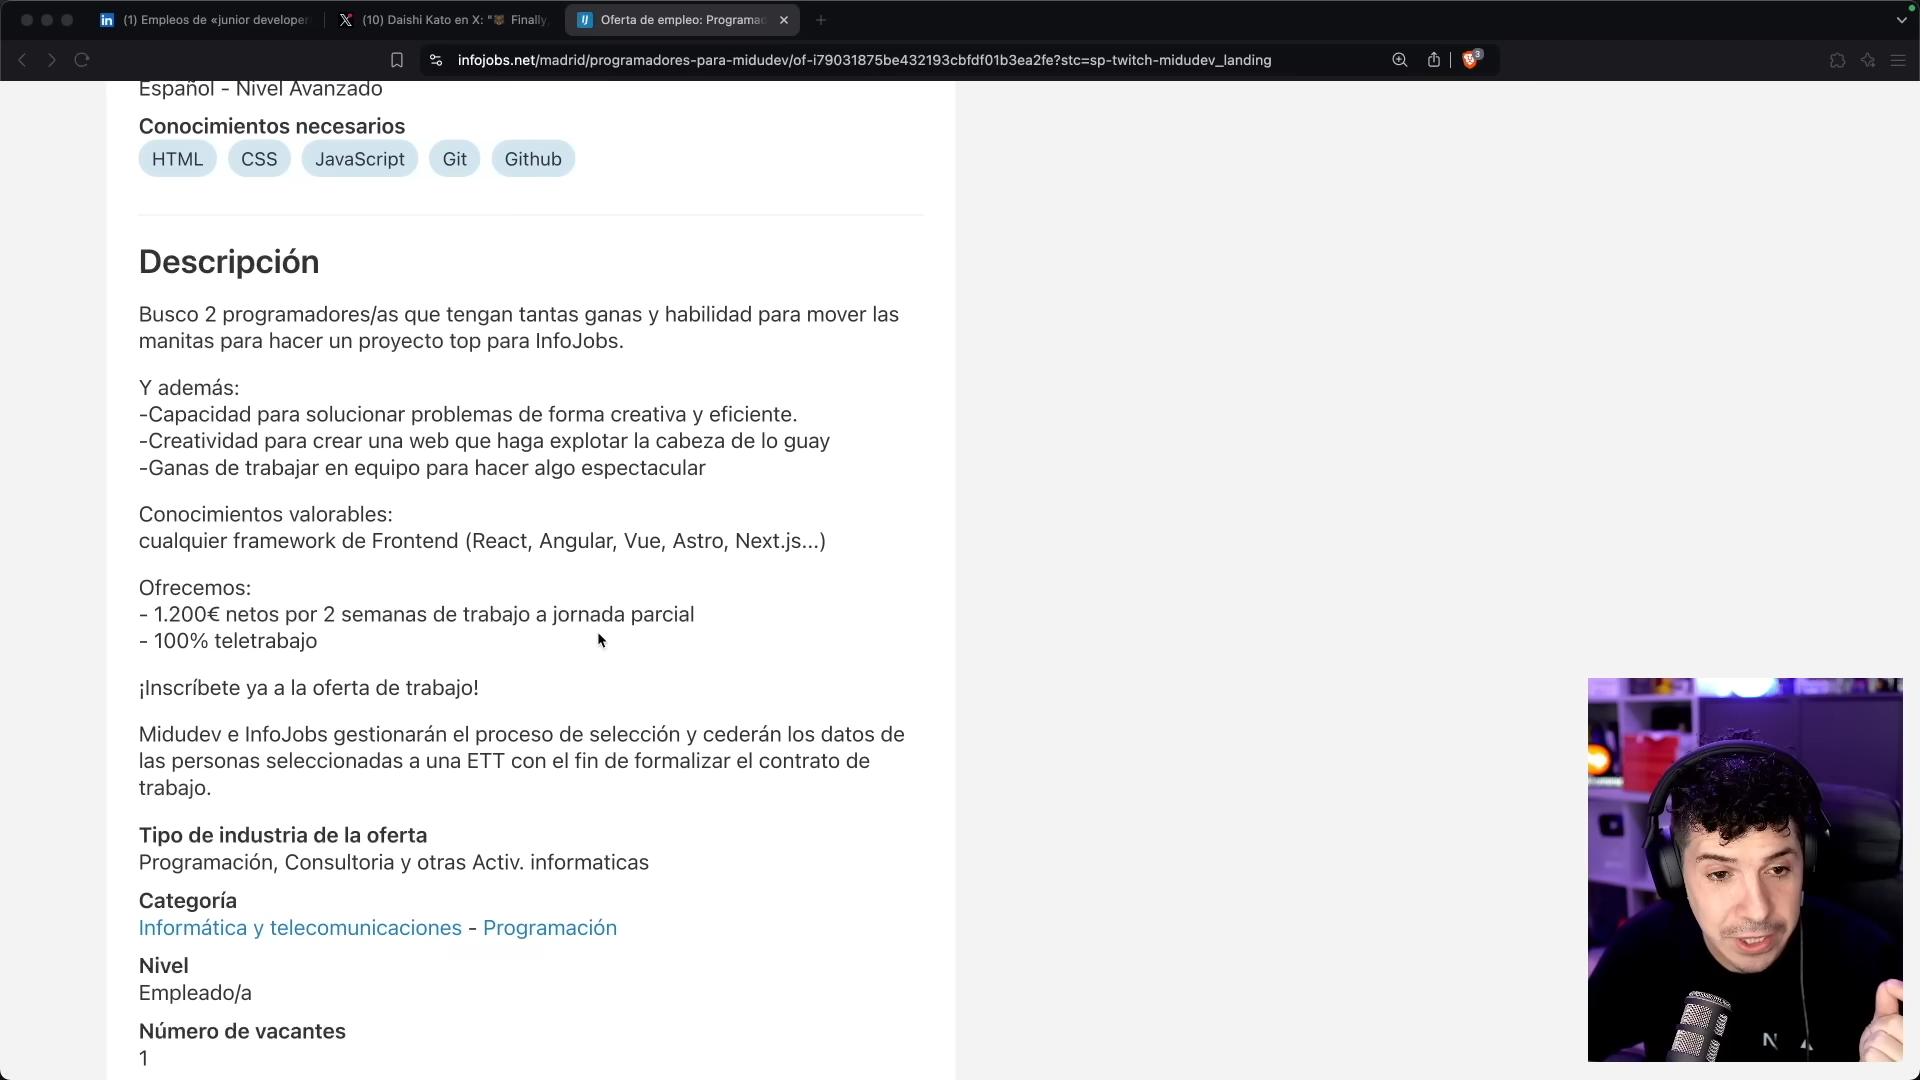 (1) Empleos de «junior developer
(10) Daishi Kato en X: "🐻 Finally,
Oferta de empleo: Programad
infojobs.net/madrid/programadores-para-midudev/of-i79031875be432193cbfdf01b3ea2fe?stc=sp-twitch-midudev_landing
3
Español - Nivel Avanzado
Conocimientos necesarios
HTML CSS JavaScript Git Github
Descripción
Busco 2 programadores/as que tengan tantas ganas y habilidad para mover las
manitas para hacer un proyecto top para InfoJobs.
Y además:
-Capacidad para solucionar problemas de forma creativa y eficiente.
-Creatividad para crear una web que haga explotar la cabeza de lo guay
-Ganas de trabajar en equipo para hacer algo espectacular
Conocimientos valorables:
cualquier framework de Frontend (React, Angular, Vue, Astro, Next.js...)
Ofrecemos:
- 1.200€ netos por 2 semanas de trabajo a jornada parcial
- 100% teletrabajo
¡Inscríbete ya a la oferta de trabajo!
Midudev e InfoJobs gestionarán el proceso de selección y cederán los datos de
las personas seleccionadas a una ETT con el fin de formalizar el contrato de
trabajo.
Tipo de industria de la oferta
Programación, Consultoria y otras Activ. informaticas
Categoría
Informática y telecomunicaciones - Programación
Nivel
Empleado/a
Número de vacantes
1